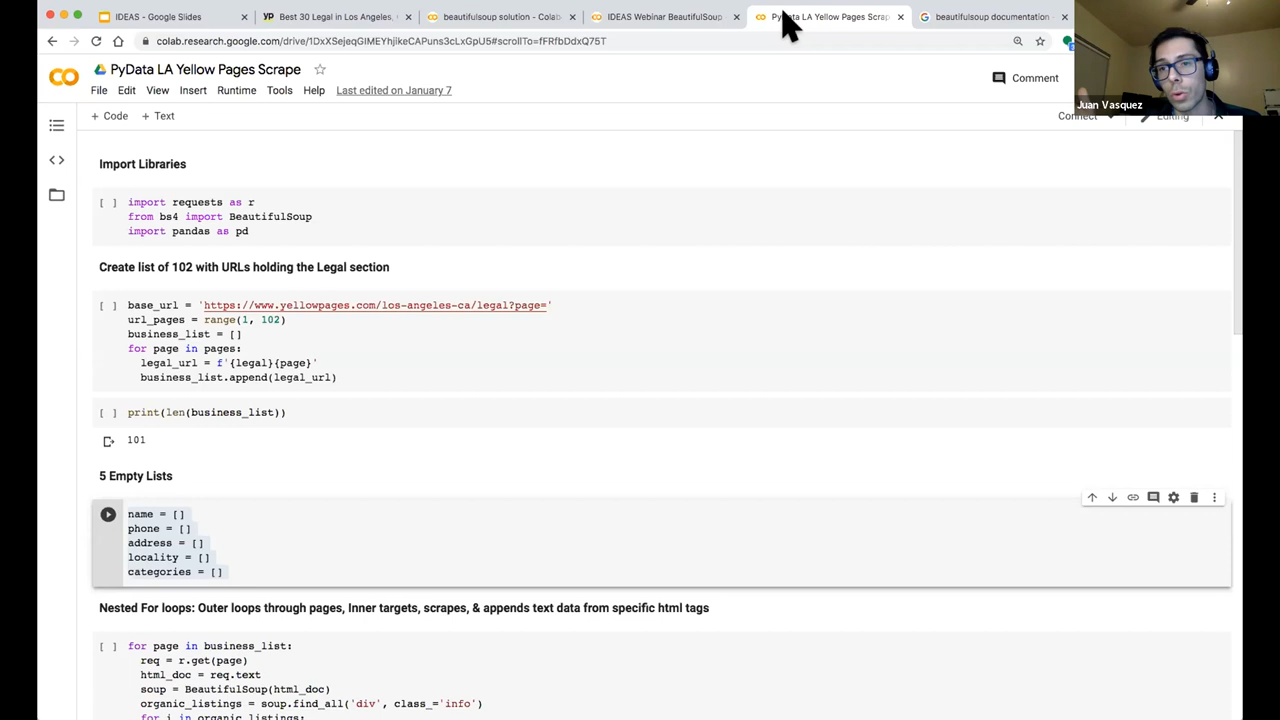 IDEAS - Google Slides
Best 30 Legal in Los Angeles,
beautifulsoup solution - Colab
IDEAS Webinar BeautifulSoup
PyData LA Yellow Pages Scrap
beautifulsoup documentation
colab.research.google.com/drive/1DxXSejeqGIMEYhjikeCAPuns3cLxGpU5#scrollTo=fFRfbDdxQ75T
PyData LA Yellow Pages Scrape
File Edit View Insert Runtime Tools Help Last edited on January 7
Comment
Juan Vasquez
+ Code + Text
Connect
Editing
Import Libraries
[ ] import requests as r
from bs4 import BeautifulSoup
import pandas as pd
Create list of 102 with URLs holding the Legal section
[ ] base_url = 'https://www.yellowpages.com/los-angeles-ca/legal?page='
url_pages = range(1, 102)
business_list = []
for page in pages:
legal_url = f'{legal}{page}'
business_list.append(legal_url)
[ ] print(len(business_list))
101
5 Empty Lists
name = []
phone = []
address = []
locality = []
categories = []
Nested For loops: Outer loops through pages, Inner targets, scrapes, & appends text data from specific html tags
[ ] for page in business_list:
req = r.get(page)
html_doc = req.text
soup = BeautifulSoup(html_doc)
organic_listings = soup.find_all('div', class_='info')
for i in organic_listings: